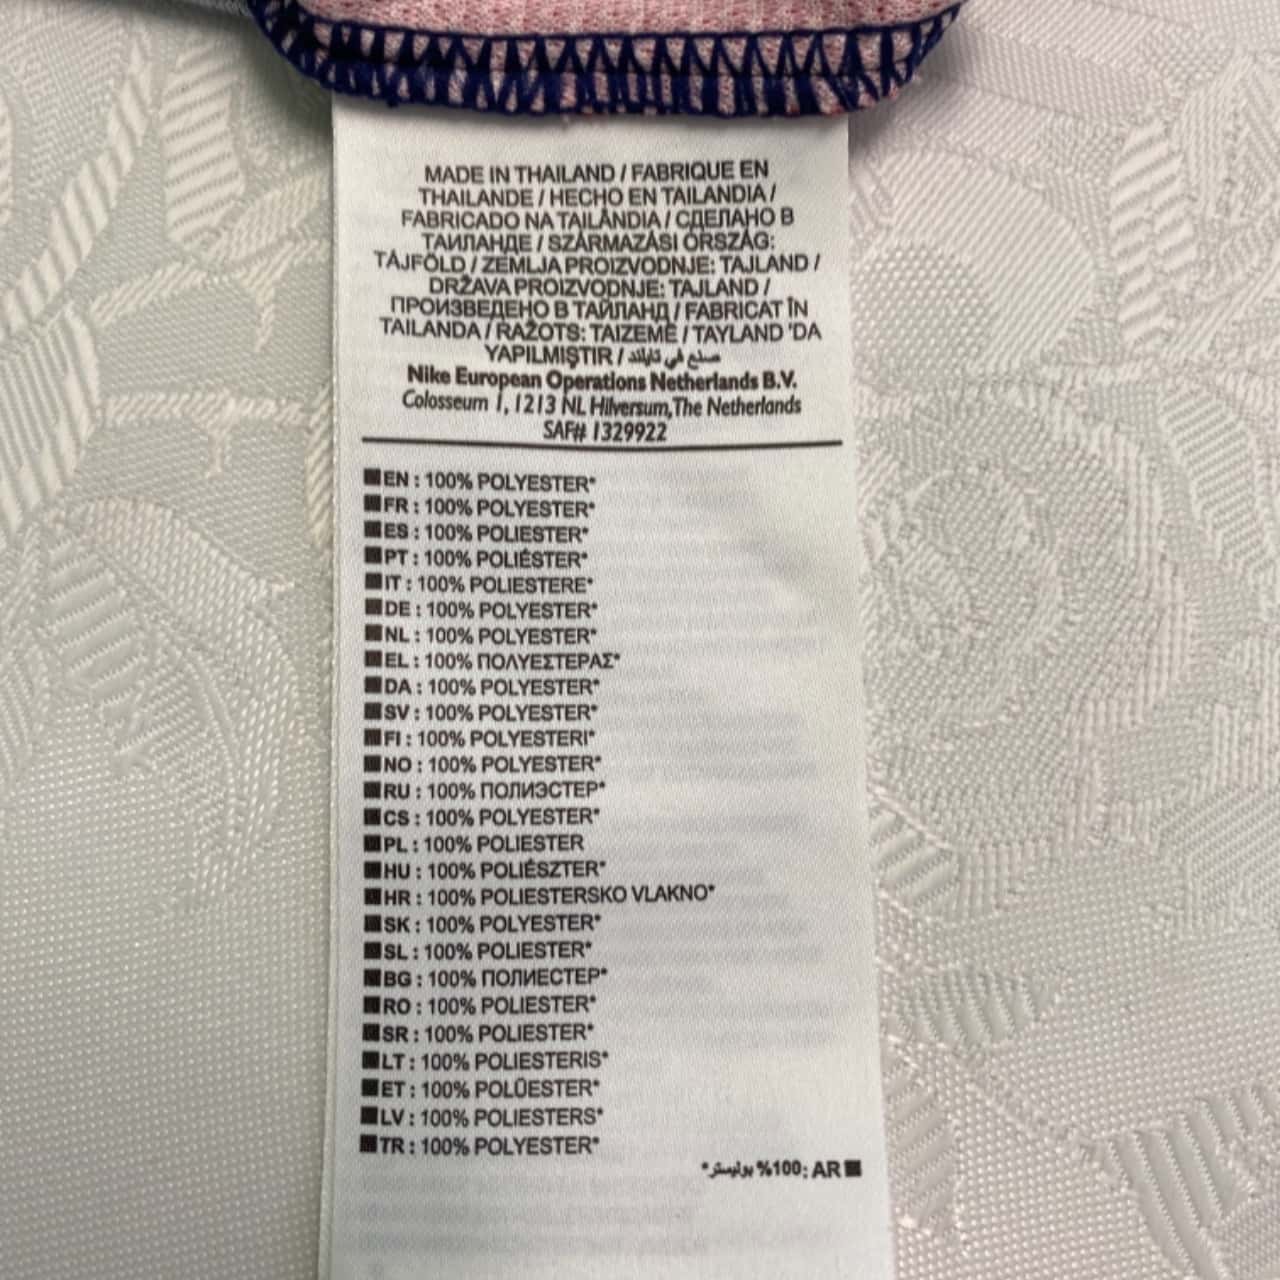 MADE IN THAILAND / FABRIQUE EN
THAILANDE / HECHO EN TAILANDIA /
FABRICADO NA TAILÂNDIA / СДЕЛАНО В
ТАИЛАНДЕ / SZÁRMAZÁSI ORSZÁG:
TÁJFÖLD / ZEMLJA PROIZVODNJE: TAJLAND /
DRŽAVA PROIZVODNJE: TAJLAND /
ПРОИЗВЕДЕНО В ТАЙЛАНД / FABRICAT ÎN
TAILANDA / RAŽOTS: TAIZEMĒ / TAYLAND 'DA
YAPILMIŞTIR / صنع في تايلاند
Nike European Operations Netherlands B.V.
Colosseum 1, 1213 NL Hilversum, The Netherlands
SAF# 1329922
EN : 100% POLYESTER*
FR : 100% POLYESTER*
ES : 100% POLIESTER*
PT : 100% POLIÉSTER*
IT : 100% POLIESTERE*
DE : 100% POLYESTER*
NL : 100% POLYESTER*
EL : 100% ΠΟΛΥΕΣΤΕΡΑΣ*
DA : 100% POLYESTER*
SV : 100% POLYESTER*
FI : 100% POLYESTERI*
NO : 100% POLYESTER*
RU : 100% ПОЛИЭСТЕР*
CS : 100% POLYESTER*
PL : 100% POLIESTER
HU : 100% POLIÉSZTER*
HR : 100% POLIESTERSKO VLAKNO*
SK : 100% POLYESTER*
SL : 100% POLIESTER*
BG : 100% ПОЛИЕСТЕР*
RO : 100% POLIESTER*
SR : 100% POLIESTER*
LT : 100% POLIESTERIS*
ET : 100% POLÜESTER*
LV : 100% POLIESTERS*
TR : 100% POLYESTER*
AR :100% بوليستر*